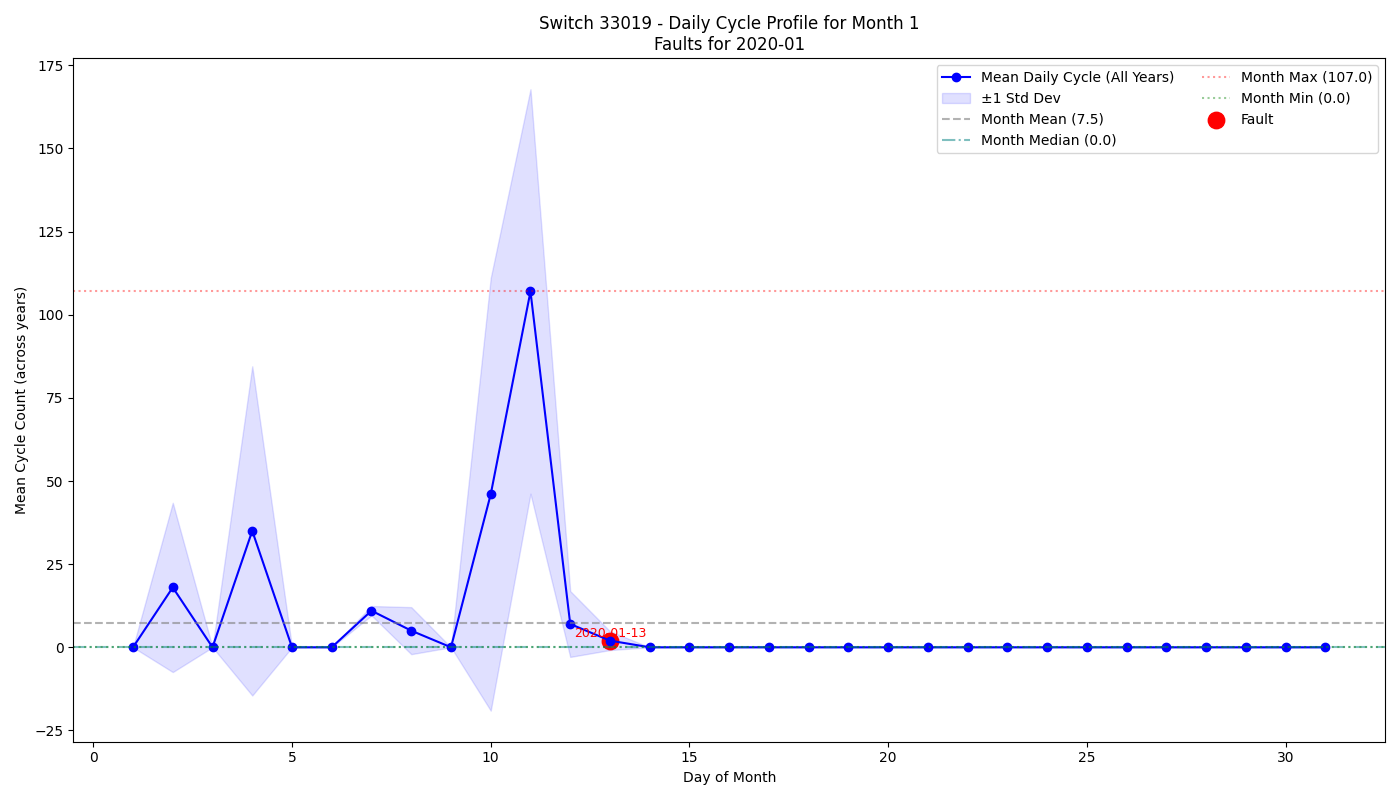 Switch 33019 - Daily Cycle Profile for Month 1
Faults for 2020-01
Mean Daily Cycle (All Years)
±1 Std Dev
Month Mean (7.5)
Month Median (0.0)
Month Max (107.0)
Month Min (0.0)
Fault
Mean Cycle Count (across years)
175
150
125
100
75
50
25
0
−25
2020-01-13
0
5
10
15
20
25
30
Day of Month